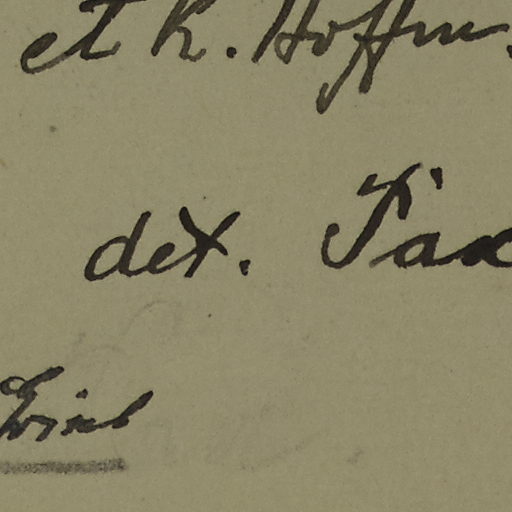 et K. Hoffm.
det. Pax